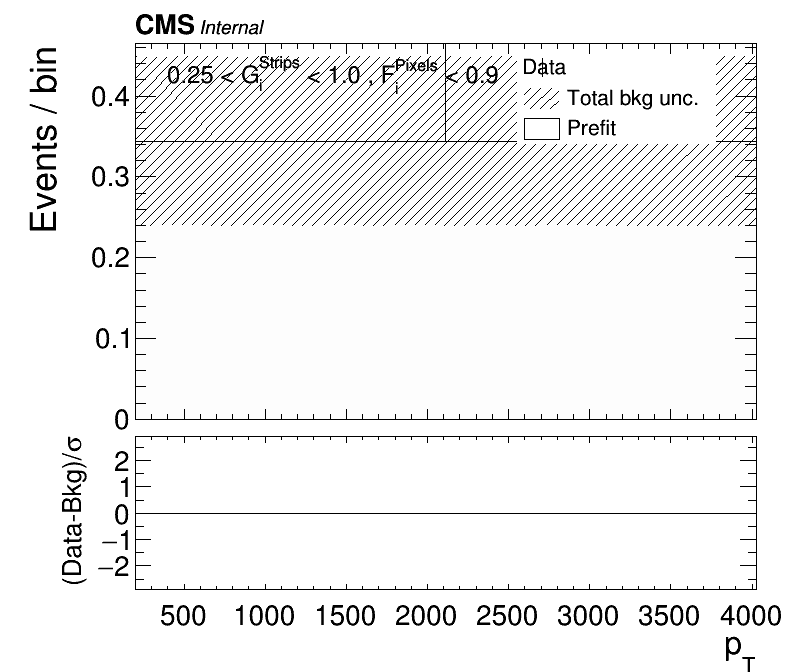 CMS Internal
Events / bin
0.25 < G_i^Strips < 1.0 , F_i^Pixels < 0.9
Data
Total bkg unc.
Prefit
0.4
0.3
0.2
0.1
0
(Data-Bkg)/σ
2
1
0
−1
−2
500 1000 1500 2000 2500 3000 3500 4000
p_T